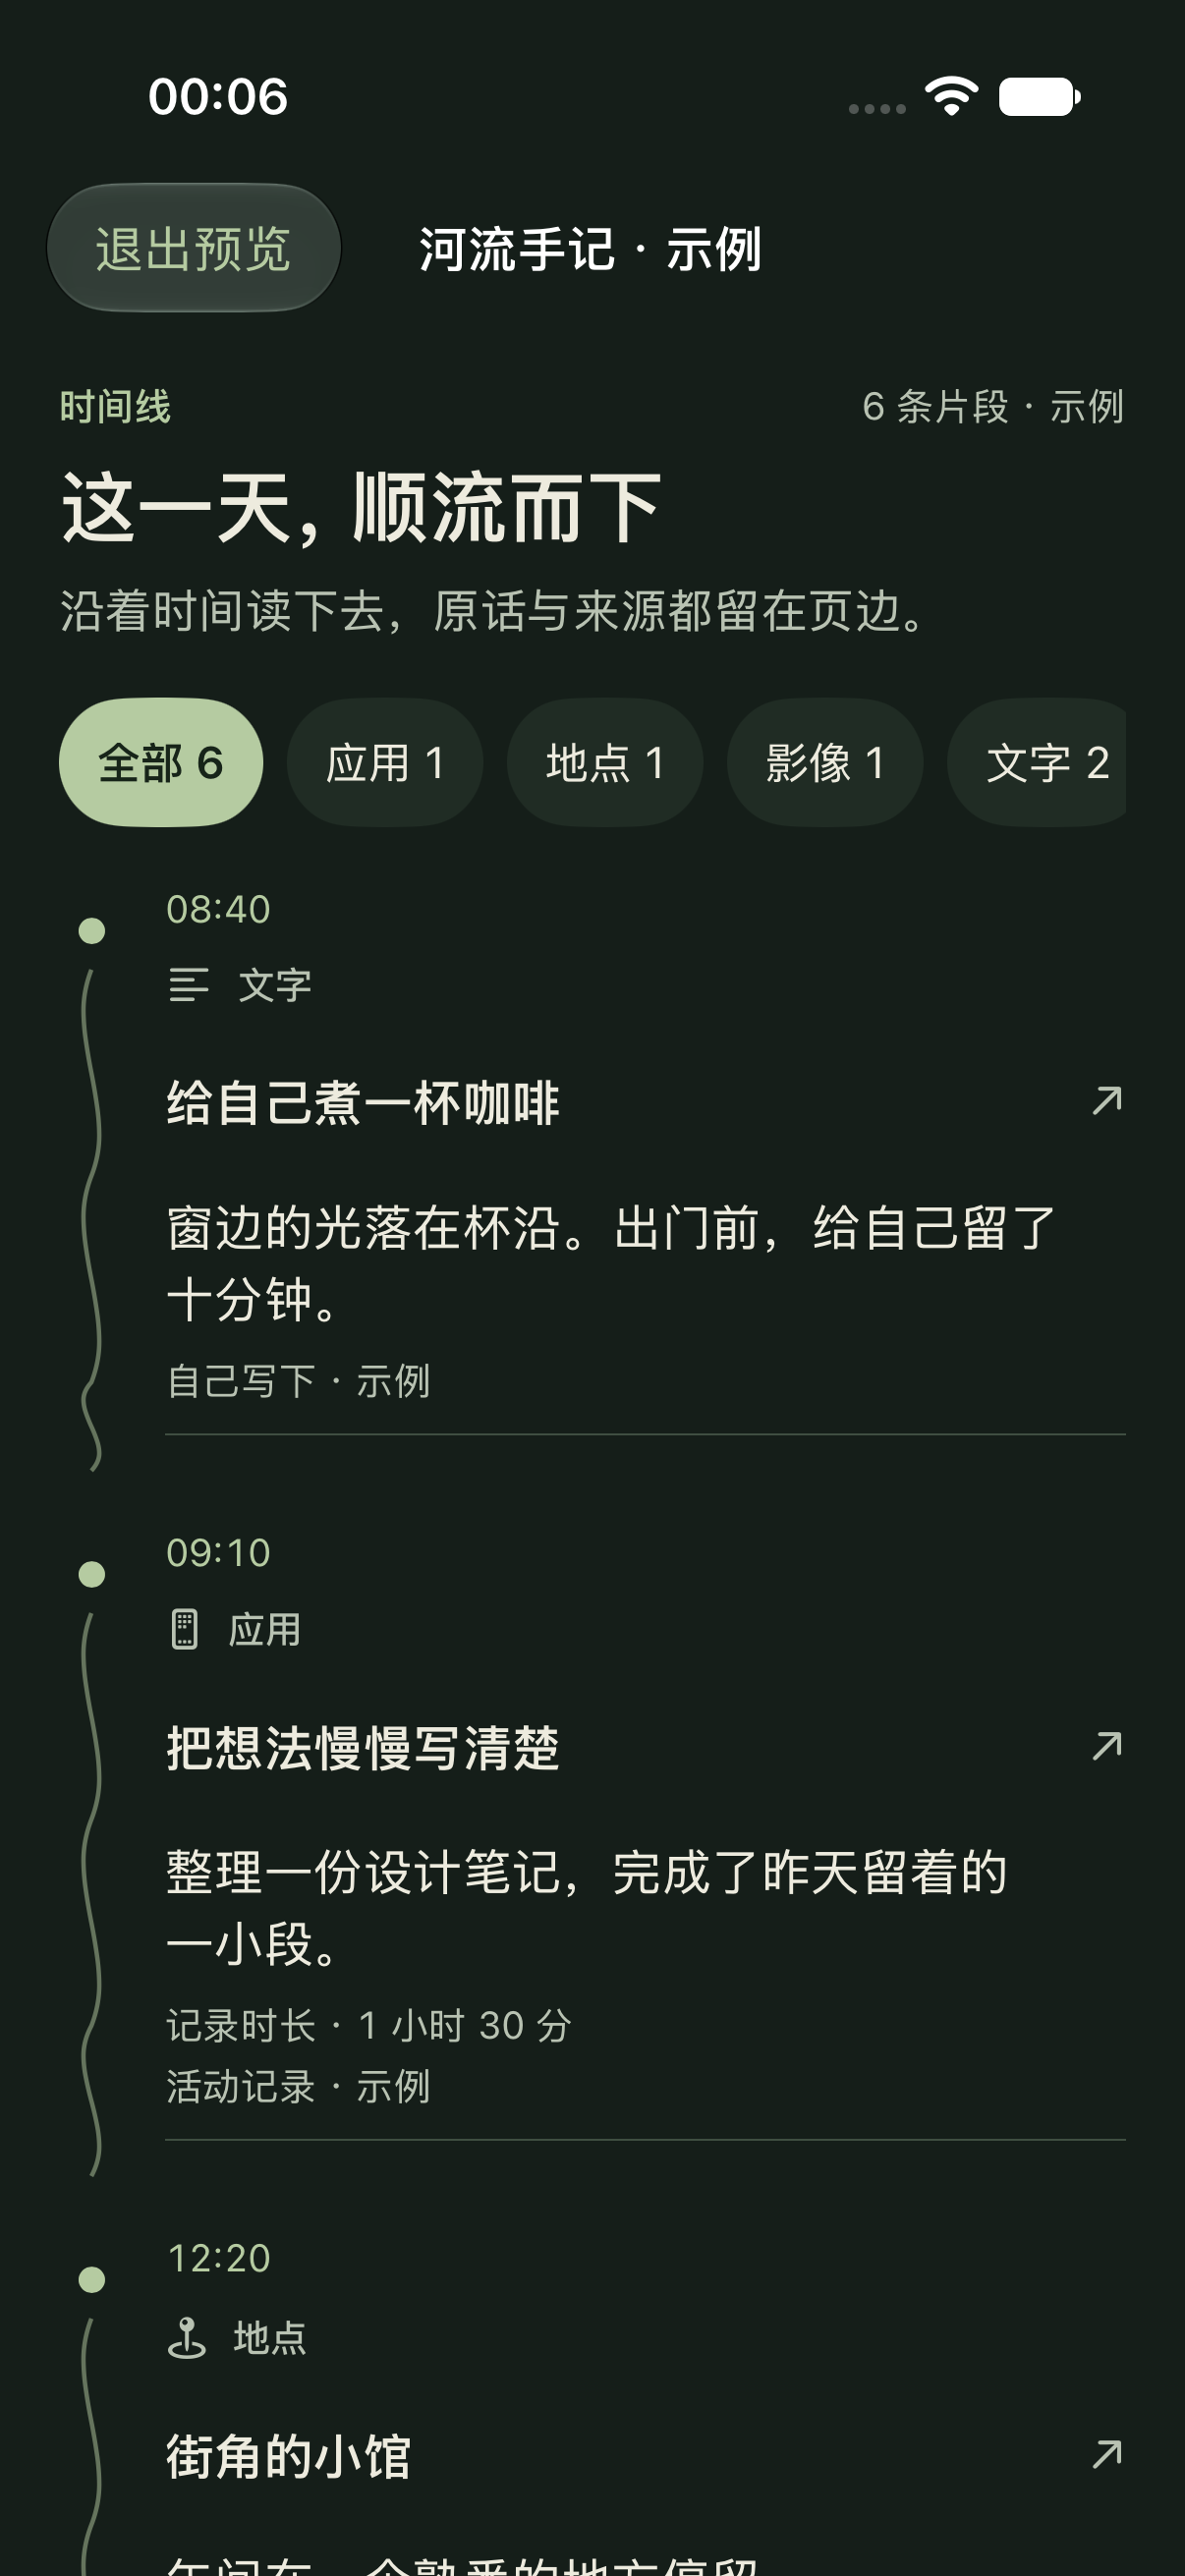 00:06
退出预览
河流手记 · 示例
时间线
6 条片段 · 示例
这一天，顺流而下
沿着时间读下去，原话与来源都留在页边。
全部 6
应用 1
地点 1
影像 1
文字 2
08:40
文字
给自己煮一杯咖啡
窗边的光落在杯沿。出门前，给自己留了
十分钟。
自己写下 · 示例
09:10
应用
把想法慢慢写清楚
整理一份设计笔记，完成了昨天留着的
一小段。
记录时长 · 1 小时 30 分
活动记录 · 示例
12:20
地点
街角的小馆